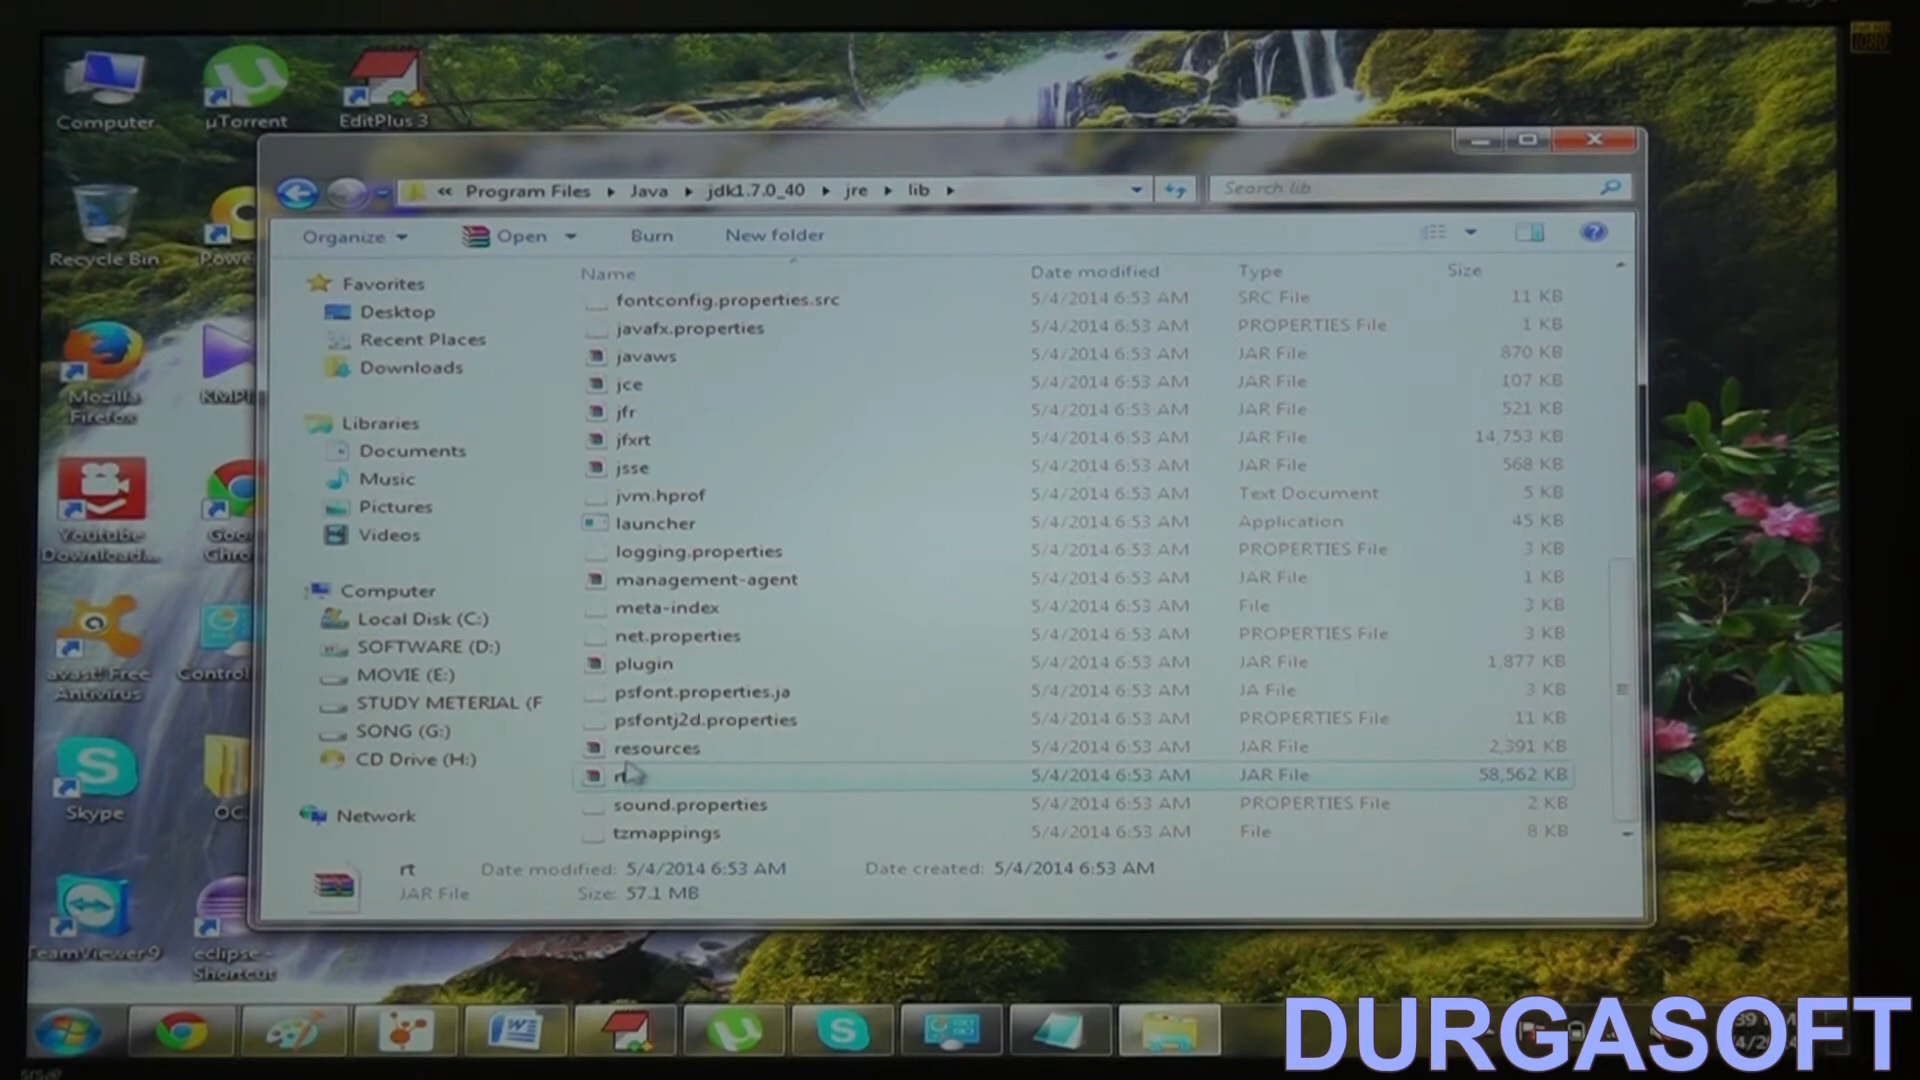 Computer
µTorrent
EditPlus 3
Recycle Bin
Mozilla
Firefox
Youtube
Download...
avast! Free
Antivirus
Control
Skype
TeamViewer 9
eclipse -
Shortcut
« Program Files ▸ Java ▸ jdk1.7.0_40 ▸ jre ▸ lib ▸
Search lib
Organize Open Burn New folder
Name Date modified Type Size
fontconfig.properties.src 5/4/2014 6:53 AM SRC File 11 KB
javafx.properties 5/4/2014 6:53 AM PROPERTIES File 1 KB
javaws 5/4/2014 6:53 AM JAR File 870 KB
jce 5/4/2014 6:53 AM JAR File 107 KB
jfr 5/4/2014 6:53 AM JAR File 521 KB
jfxrt 5/4/2014 6:53 AM JAR File 14,753 KB
jsse 5/4/2014 6:53 AM JAR File 568 KB
jvm.hprof 5/4/2014 6:53 AM Text Document 5 KB
launcher 5/4/2014 6:53 AM Application 45 KB
logging.properties 5/4/2014 6:53 AM PROPERTIES File 3 KB
management-agent 5/4/2014 6:53 AM JAR File 1 KB
meta-index 5/4/2014 6:53 AM File 3 KB
net.properties 5/4/2014 6:53 AM PROPERTIES File 3 KB
plugin 5/4/2014 6:53 AM JAR File 1,877 KB
psfont.properties.ja 5/4/2014 6:53 AM JA File 3 KB
psfontj2d.properties 5/4/2014 6:53 AM PROPERTIES File 11 KB
resources 5/4/2014 6:53 AM JAR File 2,391 KB
5/4/2014 6:53 AM JAR File 58,562 KB
sound.properties 5/4/2014 6:53 AM PROPERTIES File 2 KB
tzmappings 5/4/2014 6:53 AM File 8 KB
Favorites
Desktop
Recent Places
Downloads
Libraries
Documents
Music
Pictures
Videos
Computer
Local Disk (C:)
SOFTWARE (D:)
MOVIE (E:)
STUDY METERIAL (F
SONG (G:)
CD Drive (H:)
Network
rt Date modified: 5/4/2014 6:53 AM Date created: 5/4/2014 6:53 AM
JAR File Size: 57.1 MB
DURGASOFT